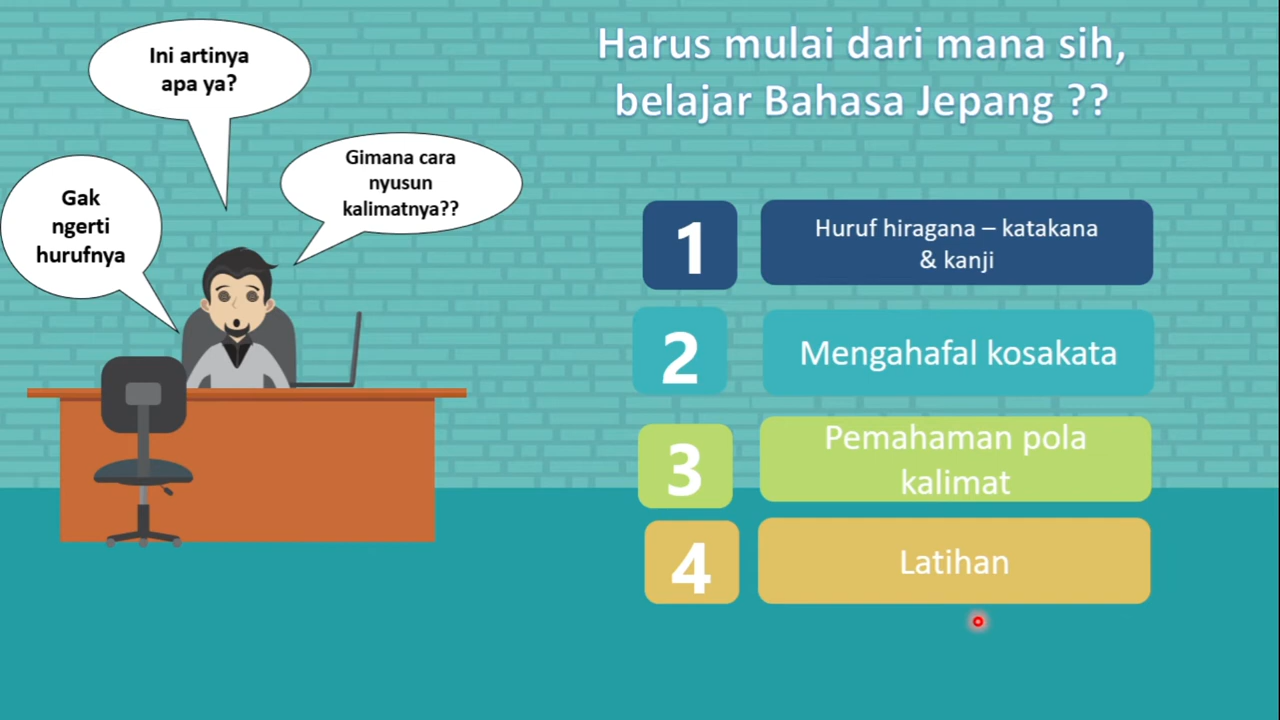 Harus mulai dari mana sih,
belajar Bahasa Jepang ??
Ini artinya
apa ya?
Gimana cara
nyusun
kalimatnya??
Gak
ngerti
hurufnya
1
Huruf hiragana – katakana
& kanji
2
Mengahafal kosakata
3
Pemahaman pola
kalimat
4
Latihan